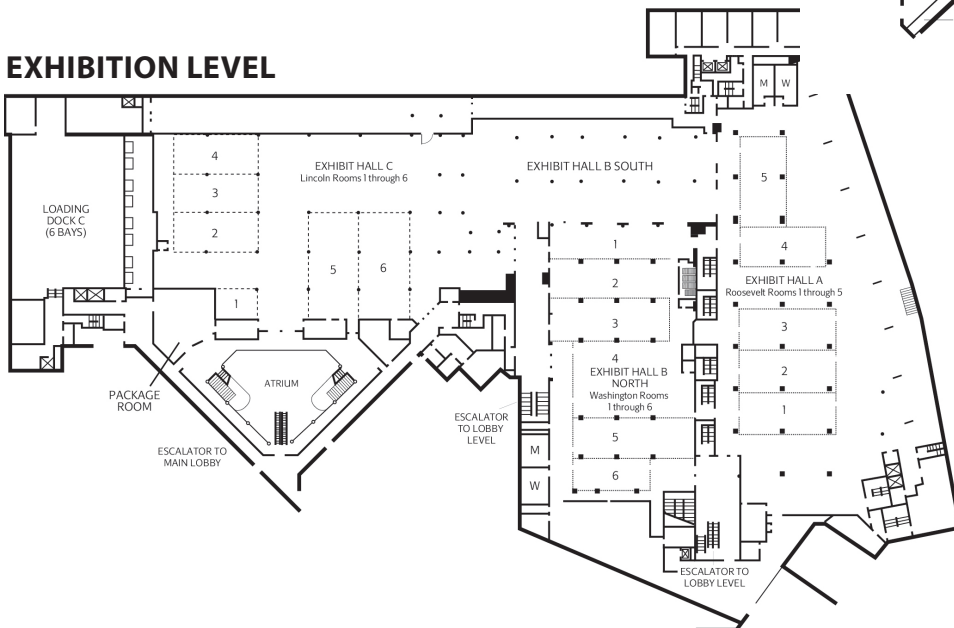 EXHIBITION LEVEL
M
W
4
3
2
1
EXHIBIT HALL C
Lincoln Rooms 1 through 6
5
6
LOADING
DOCK C
(6 BAYS)
PACKAGE
ROOM
ATRIUM
ESCALATOR TO
MAIN LOBBY
EXHIBIT HALL B SOUTH
1
2
3
4
EXHIBIT HALL B
NORTH
Washington Rooms
1 through 6
5
6
ESCALATOR
TO LOBBY
LEVEL
M
W
ESCALATOR TO
LOBBY LEVEL
5
4
EXHIBIT HALL A
Roosevelt Rooms 1 through 5
3
2
1